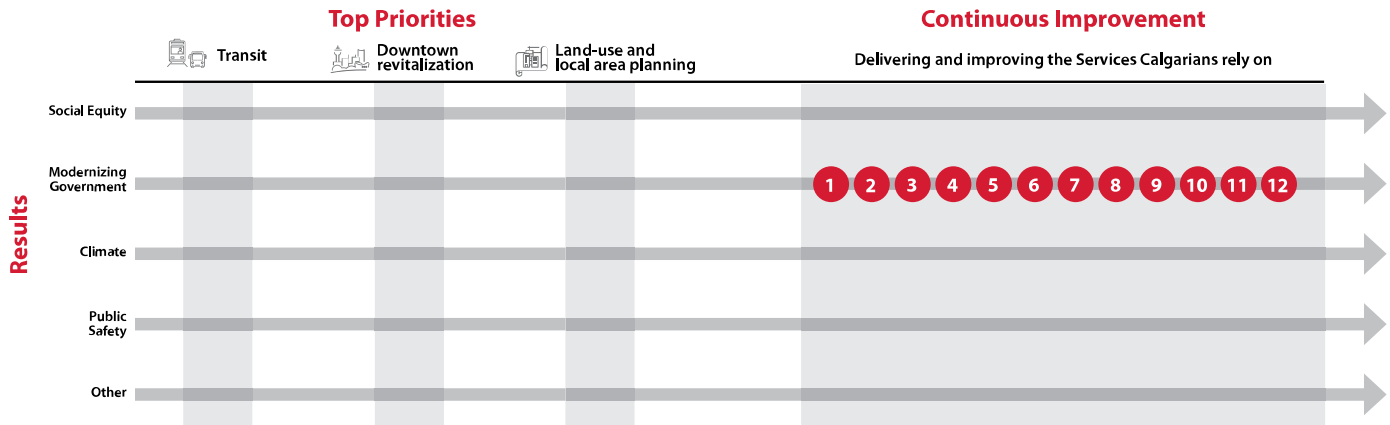 Top Priorities
Continuous Improvement
Transit
Downtown
revitalization
Land-use and
local area planning
Delivering and improving the Services Calgarians rely on
Results
Social Equity
Modernizing
Government
1 2 3 4 5 6 7 8 9 10 11 12
Climate
Public
Safety
Other